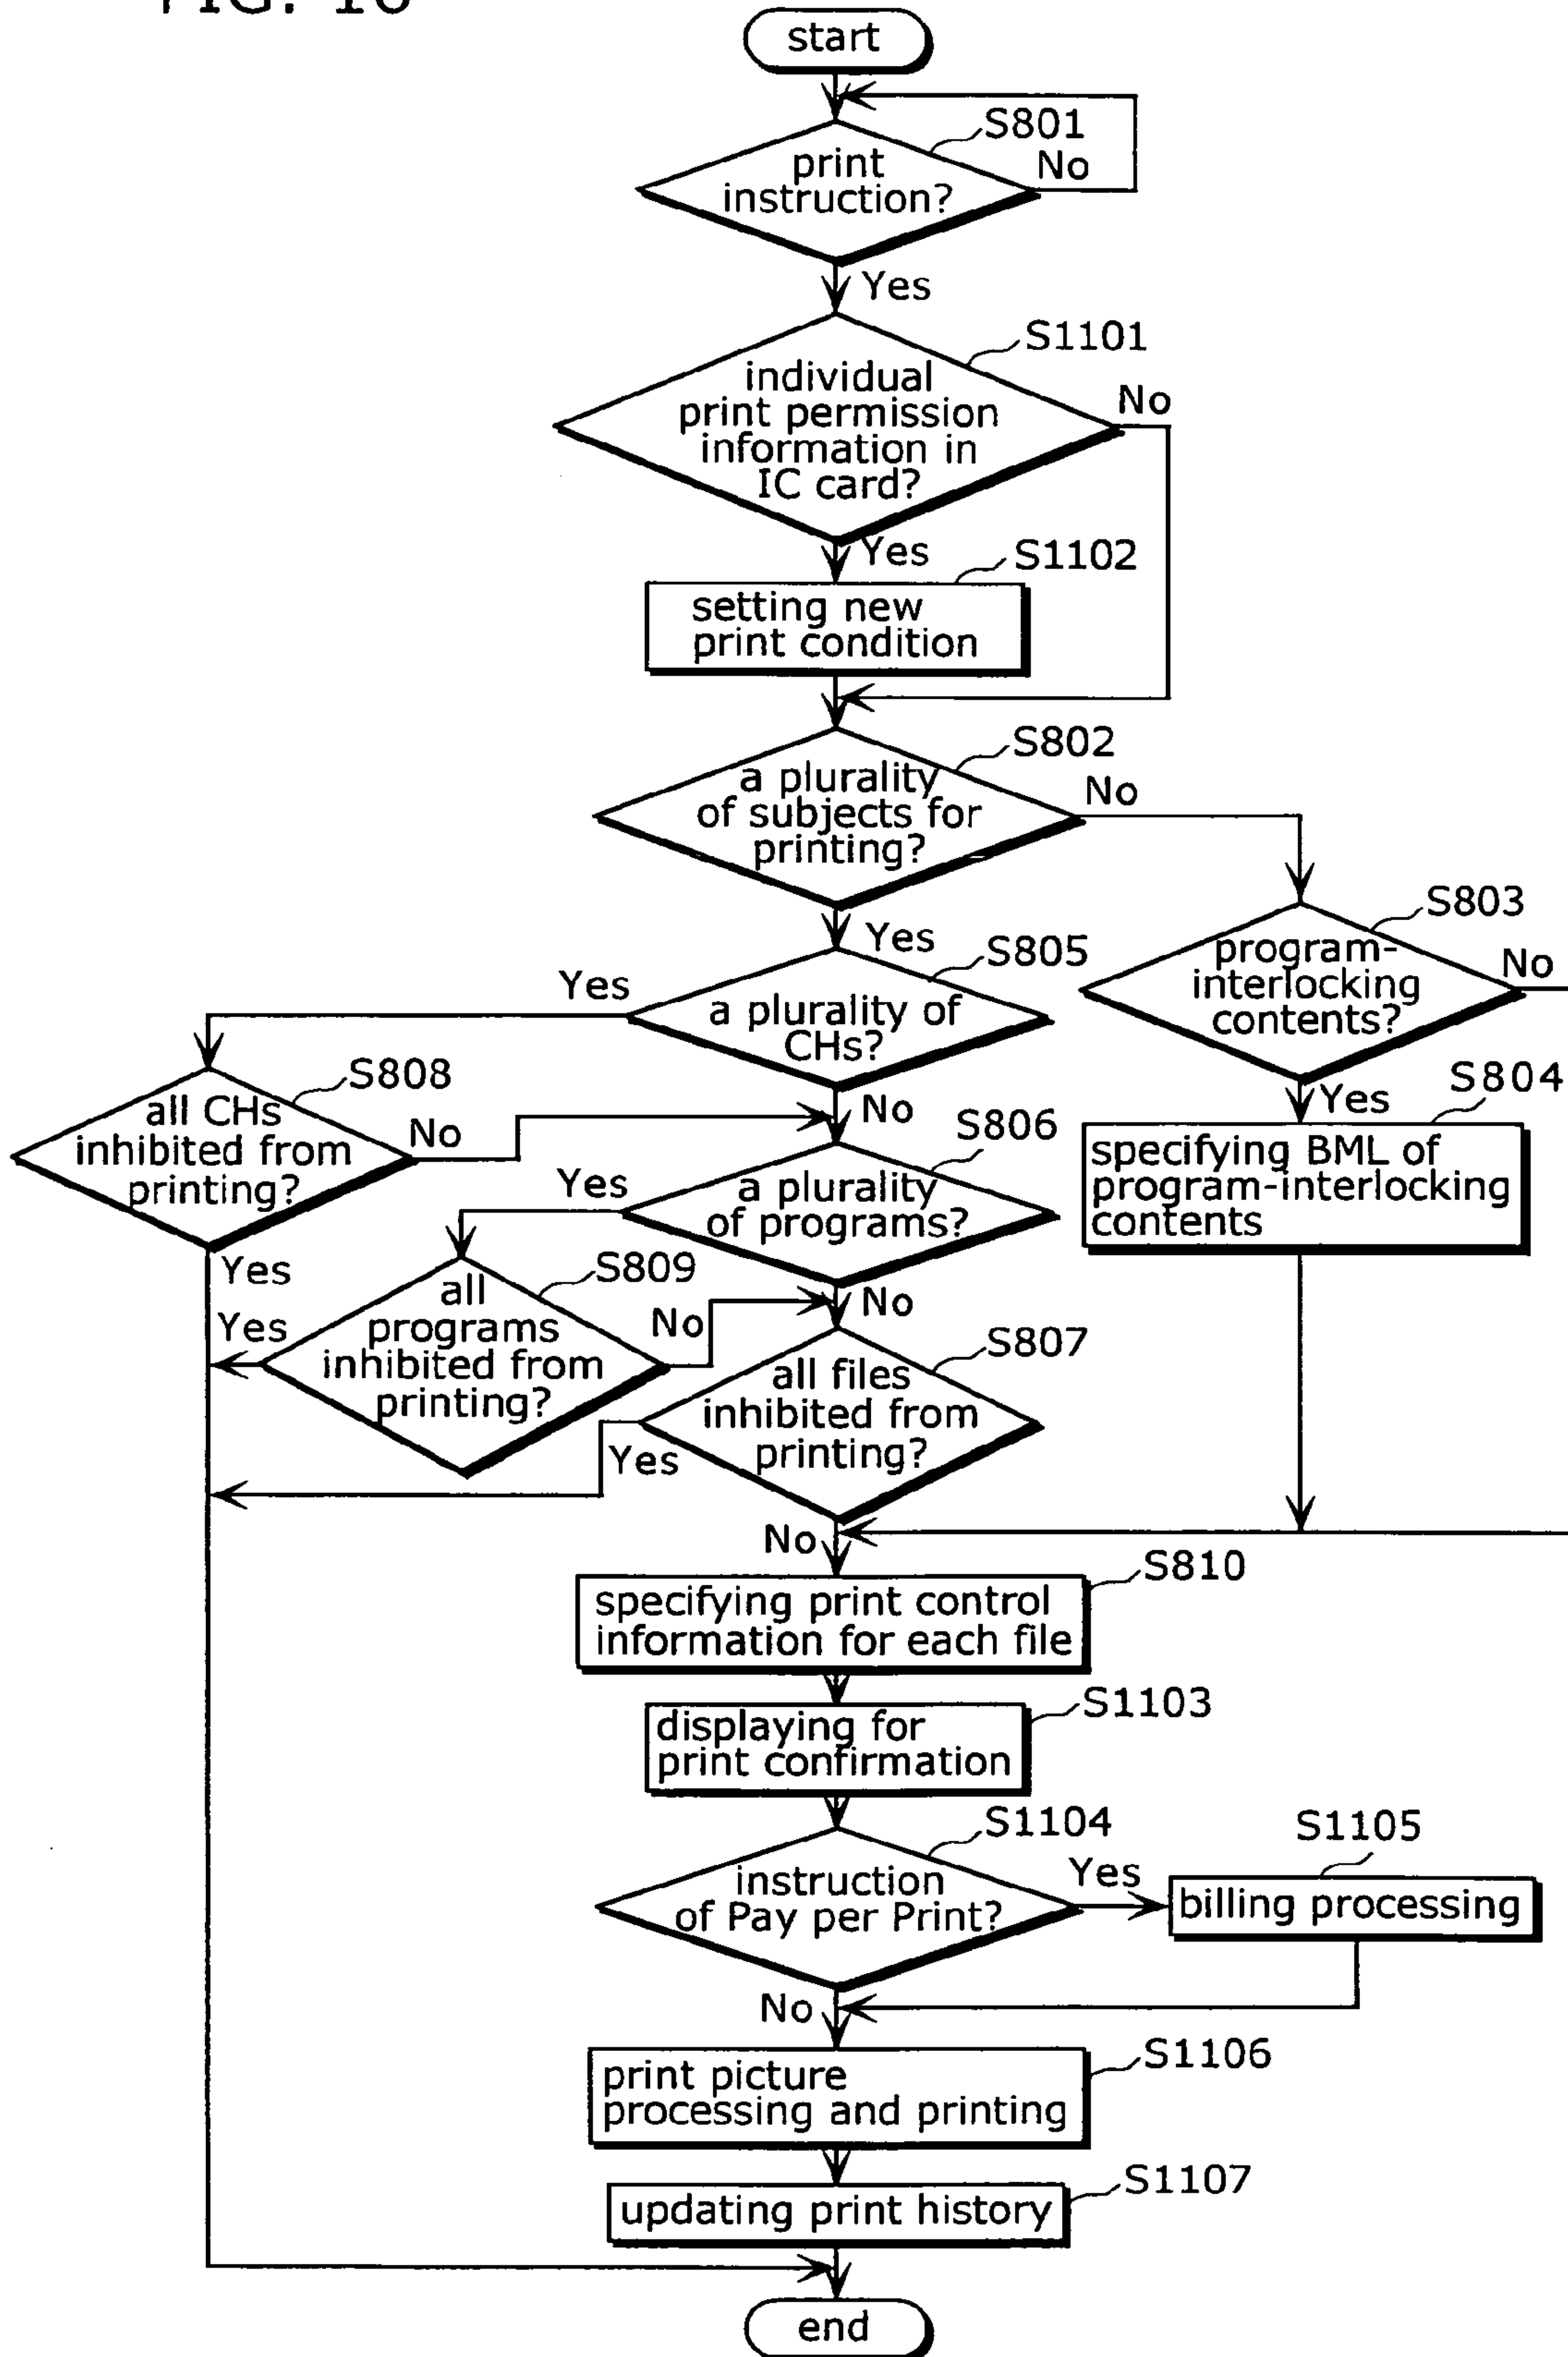 FIG. 16
start
S801
print
instruction?
No
Yes
S1101
individual
print permission
information in
IC card?
No
Yes
S1102
setting new
print condition
S802
a plurality
of subjects for
printing?
No
Yes
S803
program-
interlocking
contents?
No
Yes
S804
specifying BML of
program-interlocking
contents
S805
a plurality of
CHs?
Yes
No
S808
all CHs
inhibited from
printing?
No
Yes
S806
a plurality
of programs?
Yes
No
S809
all
programs
inhibited from
printing?
Yes
No
S807
all files
inhibited from
printing?
Yes
No
S810
specifying print control
information for each file
S1103
displaying for
print confirmation
S1104
instruction
of Pay per Print?
Yes
S1105
billing processing
No
S1106
print picture
processing and printing
S1107
updating print history
end